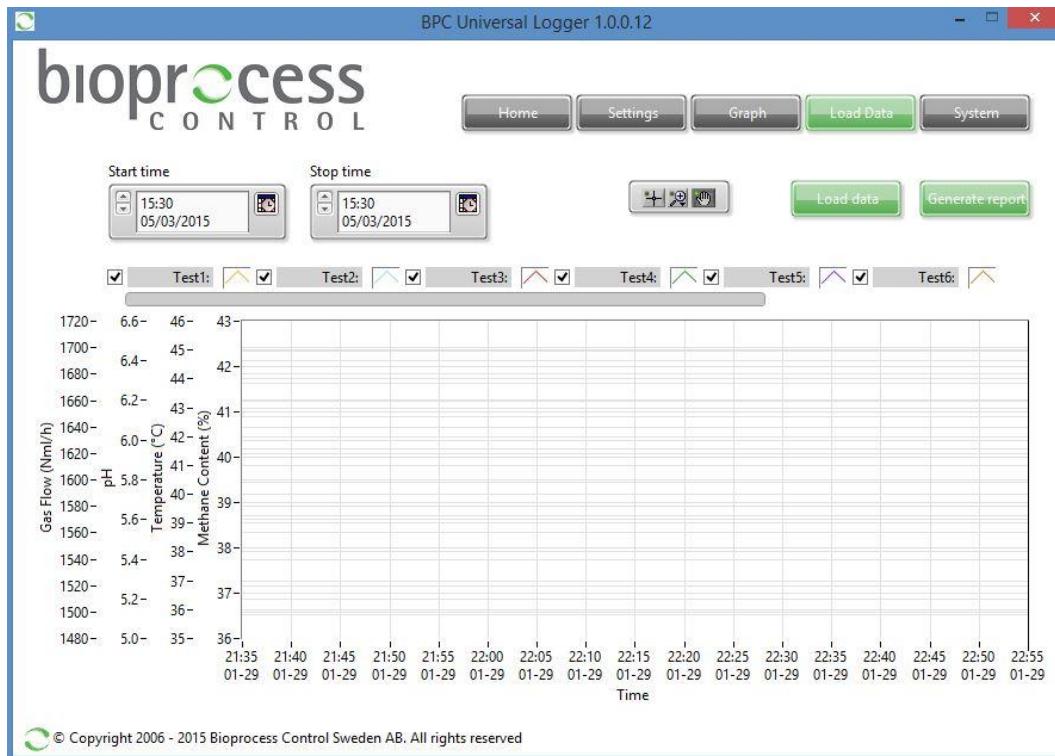 BPC Universal Logger 1.0.0.12
bioprocess
CONTROL
Home Settings Graph Load Data System
Start time Stop time
15:30 15:30
05/03/2015 05/03/2015
Load data Generate report
Test1: Test2: Test3: Test4: Test5: Test6:
Gas Flow (Nml/h)
1720
1700
1680
1660
1640
1620
1600
1580
1560
1540
1520
1500
1480
pH
6.6
6.4
6.2
6.0
5.8
5.6
5.4
5.2
5.0
Temperature (°C)
46
45
44
43
42
41
40
39
38
37
36
35
Methane Content (%)
43
42
41
40
39
38
37
36
21:35 21:40 21:45 21:50 21:55 22:00 22:05 22:10 22:15 22:20 22:25 22:30 22:35 22:40 22:45 22:50 22:55
01-29 01-29 01-29 01-29 01-29 01-29 01-29 01-29 01-29 01-29 01-29 01-29 01-29 01-29 01-29 01-29 01-29
Time
© Copyright 2006 - 2015 Bioprocess Control Sweden AB. All rights reserved